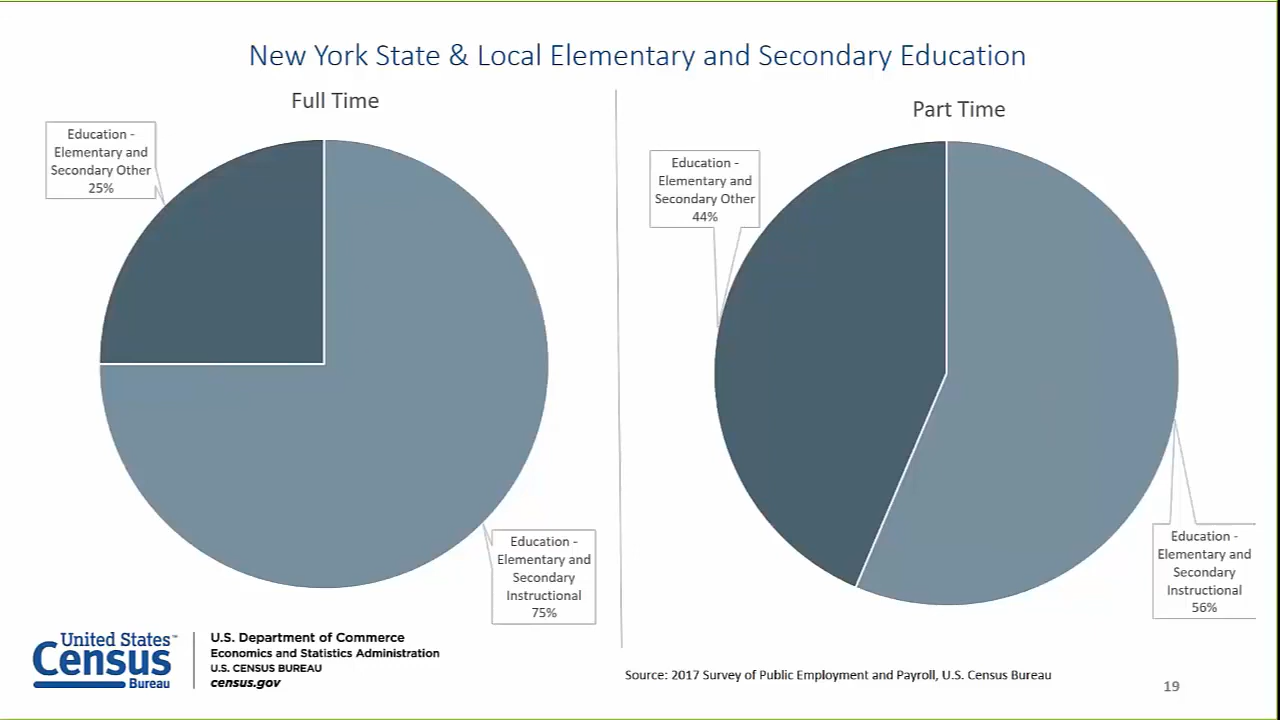 New York State & Local Elementary and Secondary Education
Full Time
Education -
Elementary and
Secondary Other
25%
Education -
Elementary and
Secondary
Instructional
75%
Part Time
Education -
Elementary and
Secondary Other
44%
Education -
Elementary and
Secondary
Instructional
56%
United States™
Census
Bureau
U.S. Department of Commerce
Economics and Statistics Administration
U.S. CENSUS BUREAU
census.gov
Source: 2017 Survey of Public Employment and Payroll, U.S. Census Bureau
19